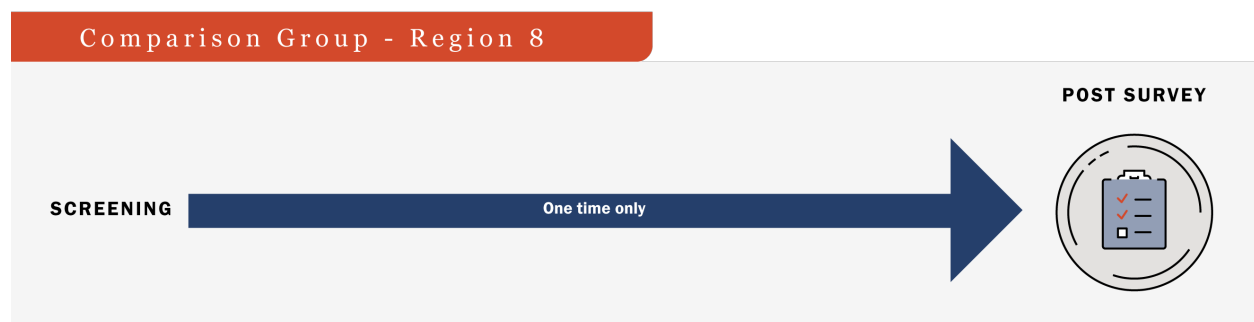 Comparison Group - Region 8
POST SURVEY
SCREENING
One time only